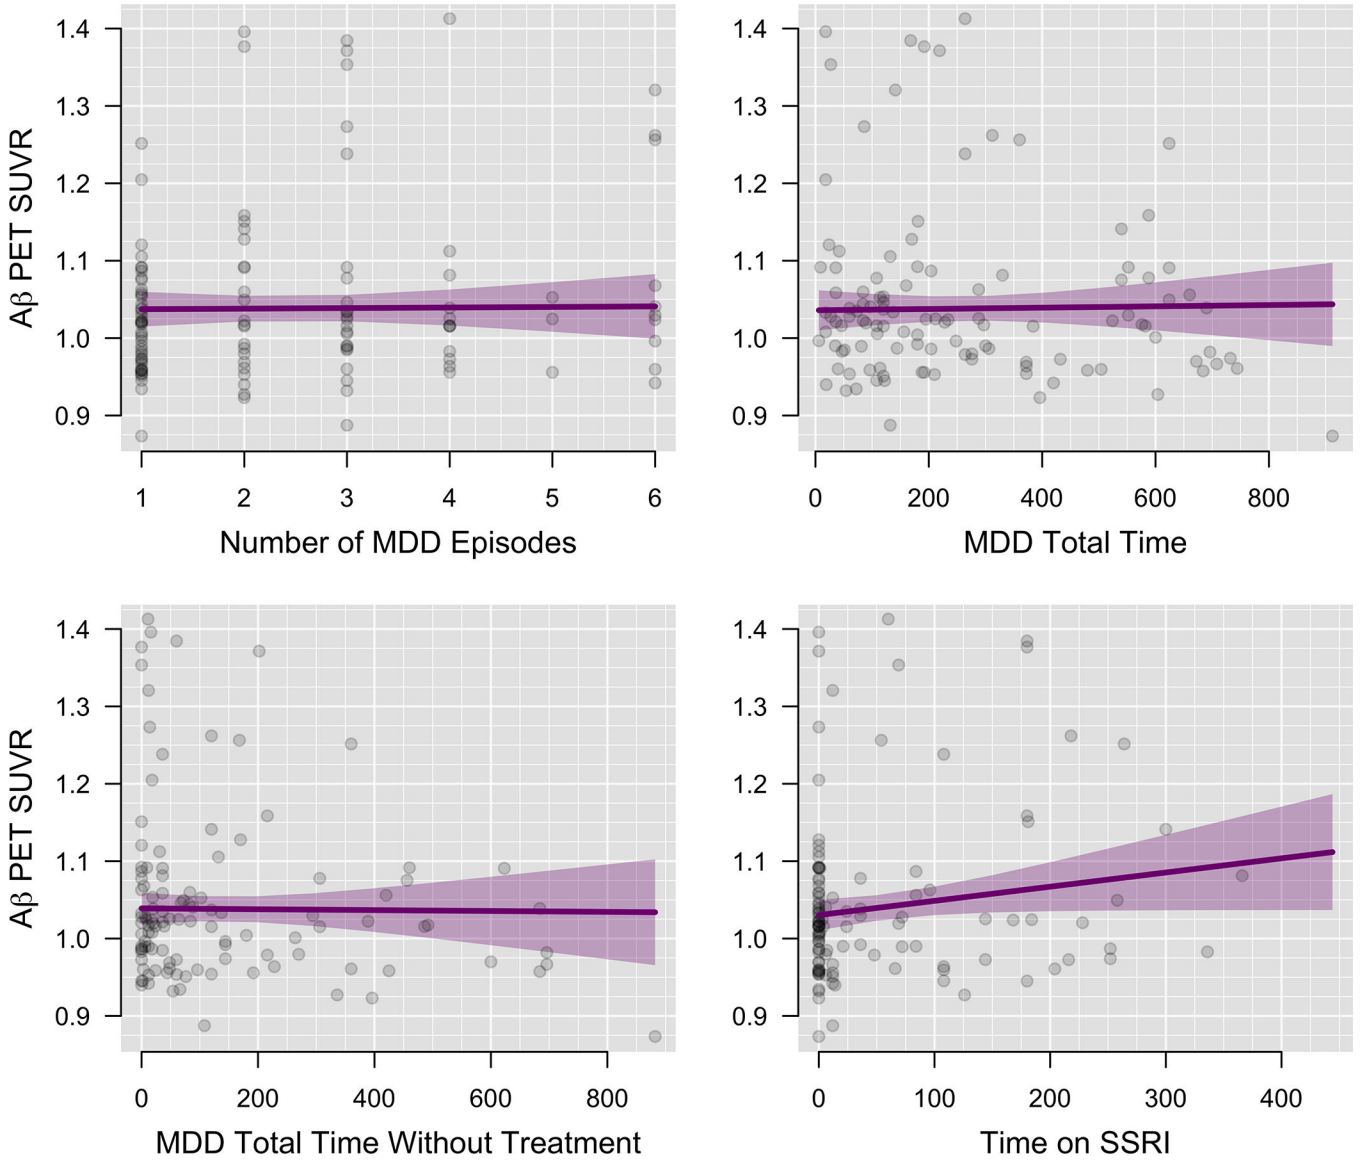 1.4
1.3
1.2
1.1
1.0
0.9
Aβ PET SUVR
1 2 3 4 5 6
Number of MDD Episodes
1.4
1.3
1.2
1.1
1.0
0.9
0 200 400 600 800
MDD Total Time
1.4
1.3
1.2
1.1
1.0
0.9
Aβ PET SUVR
0 200 400 600 800
MDD Total Time Without Treatment
1.4
1.3
1.2
1.1
1.0
0.9
0 100 200 300 400
Time on SSRI